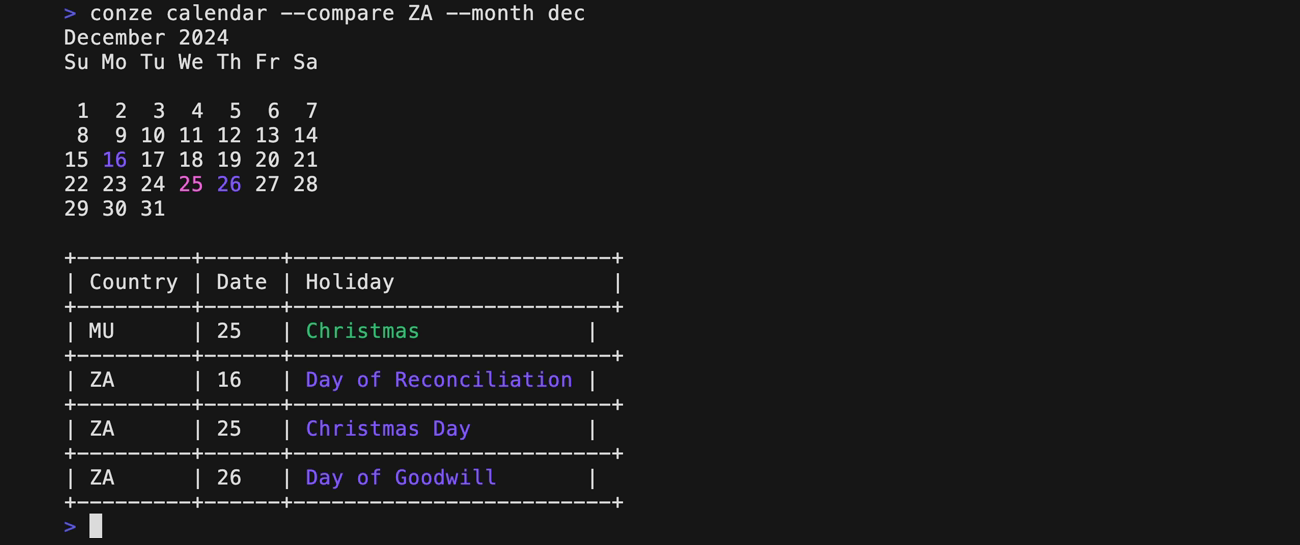 > conze calendar --compare ZA --month dec
December 2024
Su Mo Tu We Th Fr Sa
 1  2  3  4  5  6  7
 8  9 10 11 12 13 14
15 16 17 18 19 20 21
22 23 24 25 26 27 28
29 30 31
+---------+------+-------------------------+
| Country | Date | Holiday                 |
+---------+------+-------------------------+
| MU      | 25   | Christmas             |
+---------+------+-------------------------+
| ZA      | 16   | Day of Reconciliation |
+---------+------+-------------------------+
| ZA      | 25   | Christmas Day         |
+---------+------+-------------------------+
| ZA      | 26   | Day of Goodwill       |
+---------+------+-------------------------+
>